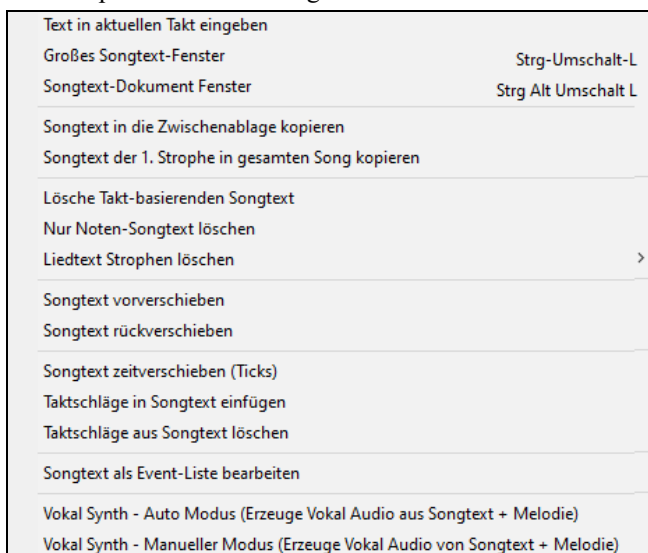 Text in aktuellen Takt eingeben
Großes Songtext-Fenster Strg-Umschalt-L
Songtext-Dokument Fenster Strg Alt Umschalt L
Songtext in die Zwischenablage kopieren
Songtext der 1. Strophe in gesamten Song kopieren
Lösche Takt-basierenden Songtext
Nur Noten-Songtext löschen
Liedtext Strophen löschen
Songtext vorverschieben
Songtext rückverschieben
Songtext zeitverschieben (Ticks)
Taktschläge in Songtext einfügen
Taktschläge aus Songtext löschen
Songtext als Event-Liste bearbeiten
Vokal Synth - Auto Modus (Erzeuge Vokal Audio aus Songtext + Melodie)
Vokal Synth - Manueller Modus (Erzeuge Vokal Audio von Songtext + Melodie)